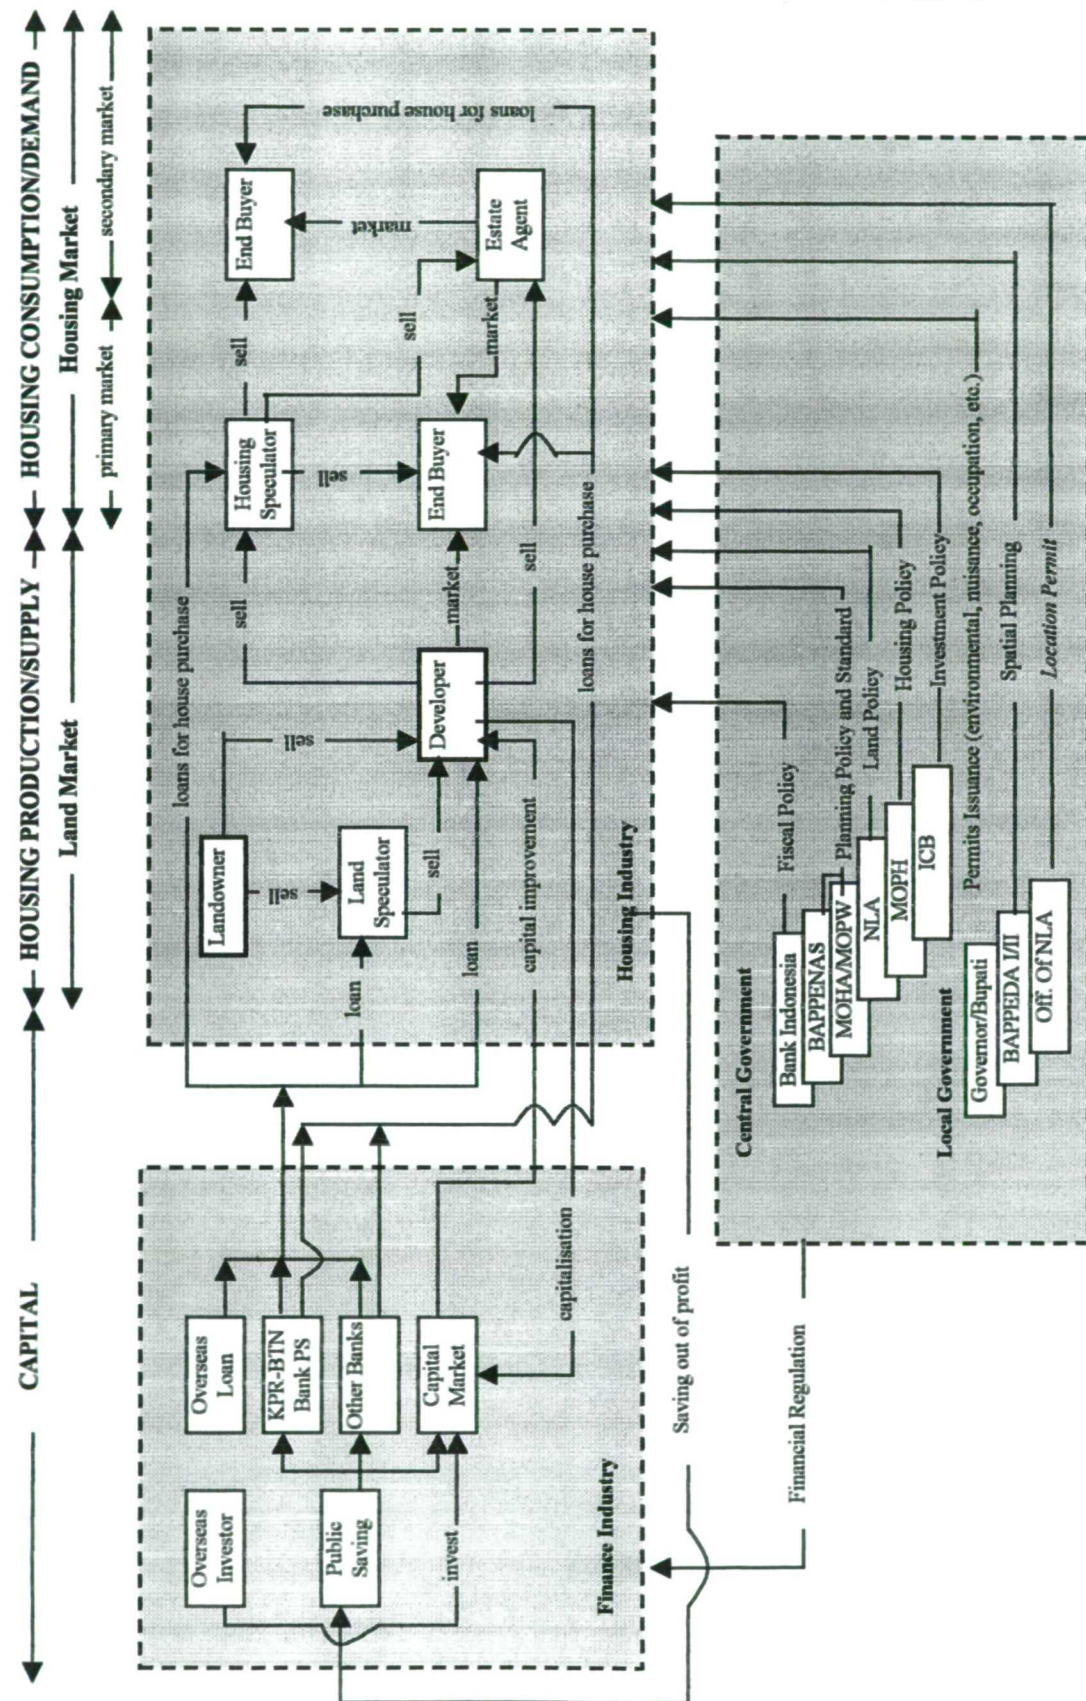 CAPITAL
HOUSING PRODUCTION/SUPPLY
HOUSING CONSUMPTION/DEMAND
Land Market
Housing Market
primary market
secondary market
Overseas
Investor
Public
Saving
invest
Finance Industry
Overseas
Loan
KPR-BTN
Bank PS
Other Banks
Capital
Market
capitalisation
loans for house purchase
loan
loan
capital improvement
Landowner
sell
sell
Land
Speculator
sell
Developer
sell
market
sell
Housing
Speculator
sell
sell
sell
End Buyer
market
End Buyer
market
Estate
Agent
loans for house purchase
loans for house purchase
Housing Industry
Saving out of profit
Financial Regulation
Central Government
Bank Indonesia
Fiscal Policy
BAPPENAS
MOHA/MOPW
Planning Policy and Standard
NLA
Land Policy
MOPH
Housing Policy
ICB
Investment Policy
Local Government
Governor/Bupati
Permits Issuance (enviromental, nuisance, occupation, etc.)
BAPPEDA I/II
Spatial Planning
Off. Of NLA
Location Permit